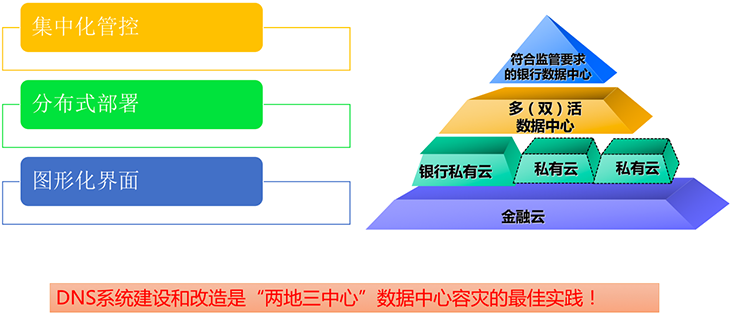 集中化管控
分布式部署
图形化界面
符合监管要求
的银行数据中心
多（双）活
数据中心
银行私有云
私有云
私有云
金融云
DNS系统建设和改造是“两地三中心”数据中心容灾的最佳实践！